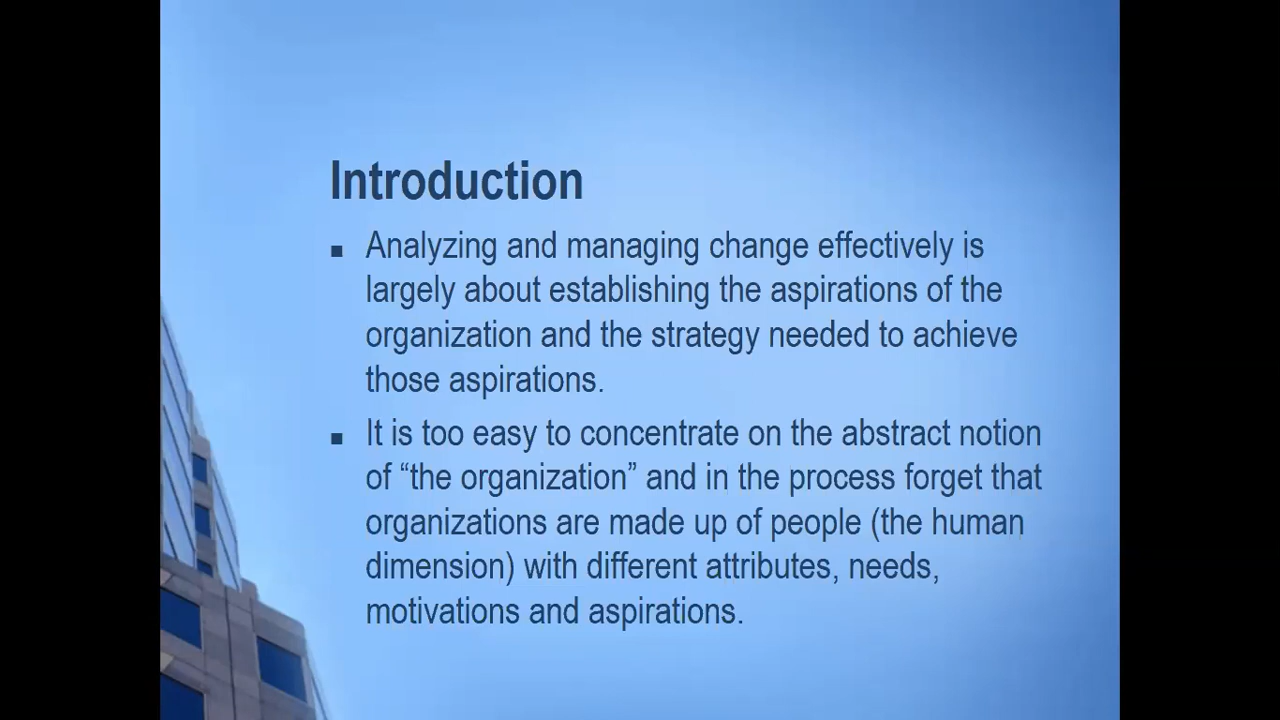 Introduction
▪ Analyzing and managing change effectively is
largely about establishing the aspirations of the
organization and the strategy needed to achieve
those aspirations.
▪ It is too easy to concentrate on the abstract notion
of “the organization” and in the process forget that
organizations are made up of people (the human
dimension) with different attributes, needs,
motivations and aspirations.